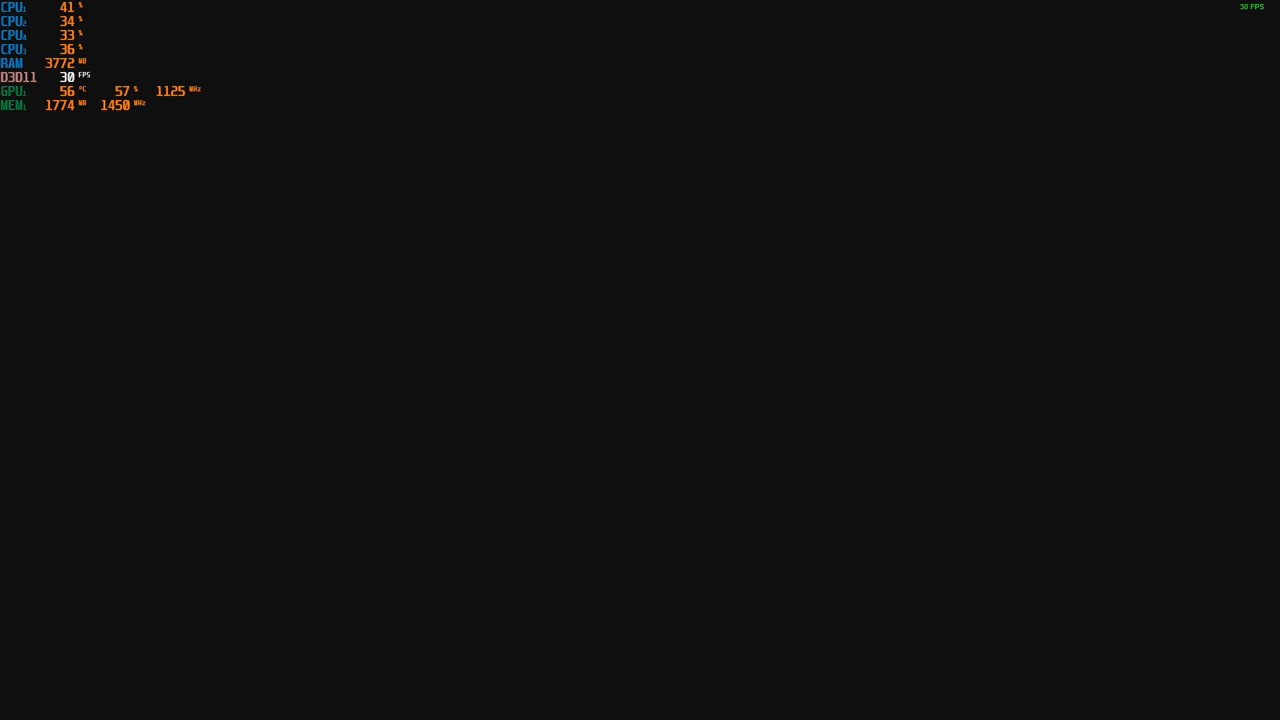 CPU1 41 % 30 FPS
CPU2 34 %
CPU4 33 %
CPU3 36 %
RAM 3772 MB
D3D11 30 FPS
GPU1 56 °C 57 % 1125 MHz
MEM1 1774 MB 1450 MHz